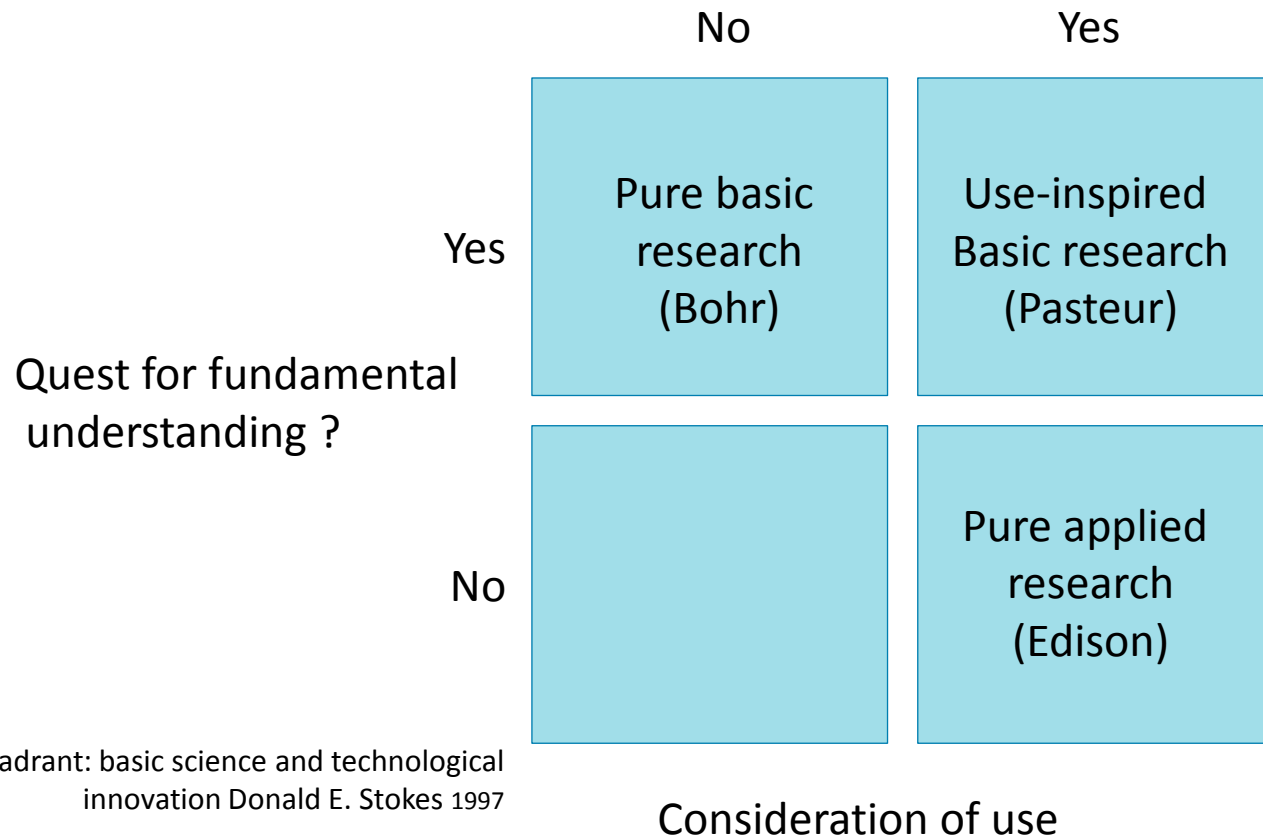 No
Yes
Pure basic
research
(Bohr)
Use-inspired
Basic research
(Pasteur)
Yes
Quest for fundamental
understanding ?
No
Pure applied
research
(Edison)
basic science and technological
innovation Donald E. Stokes 1997
Consideration of use